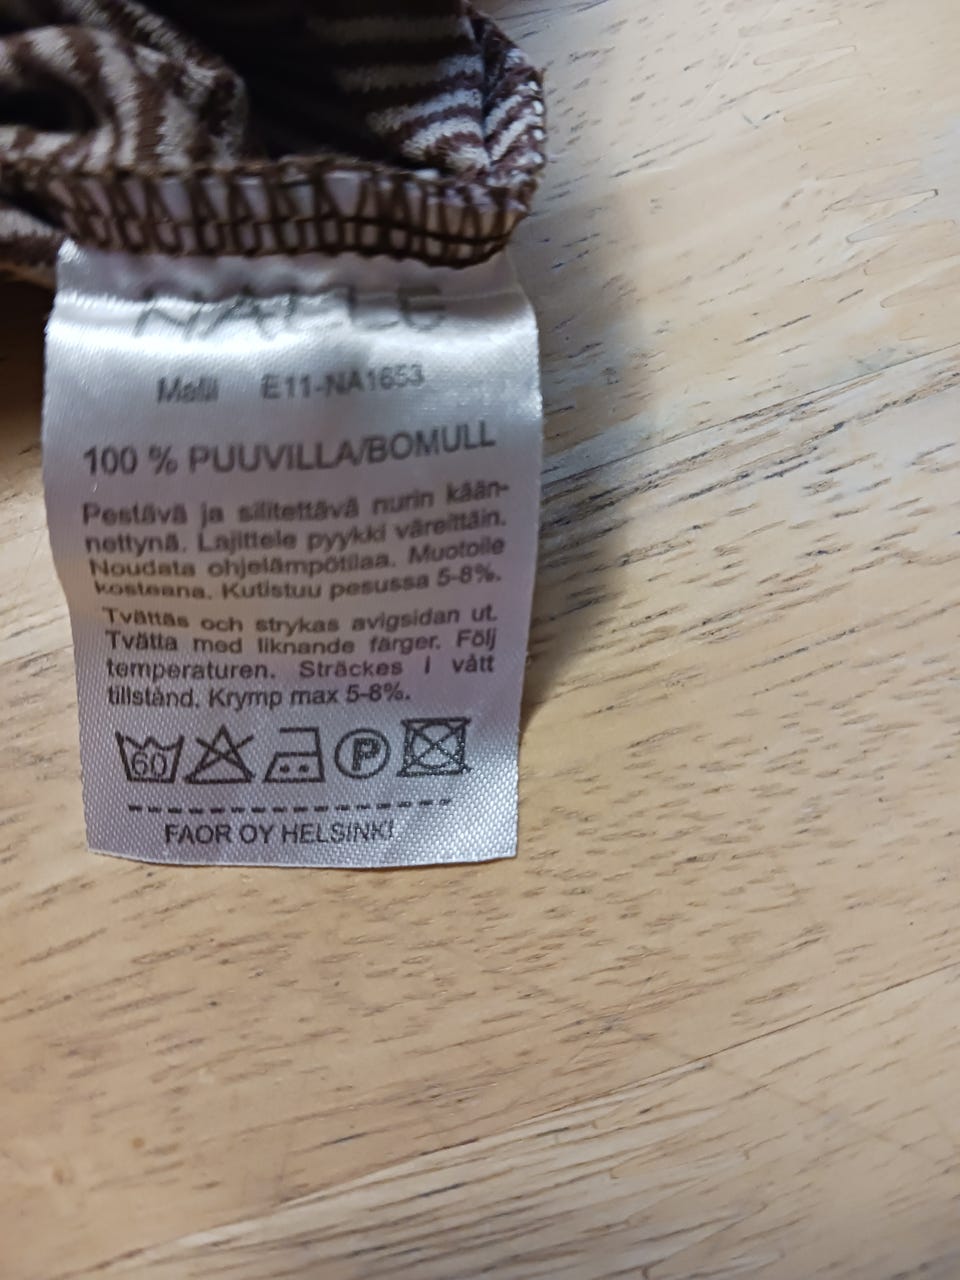 Malli E11-NA1653
100 % PUUVILLA/BOMULL
Pestävä ja silitettävä nurin kään-
nettynä. Lajittele pyykki väreittäin.
Noudata ohjelämpötilaa. Muotoile
kosteana. Kutistuu pesussa 5-8%.
Tvättas och strykas avigsidan ut.
Tvätta med liknande färger. Följ
temperaturen. Sträckes i vått
tillstånd. Krymp max 5-8%.
60 P
FAOR OY HELSINKI